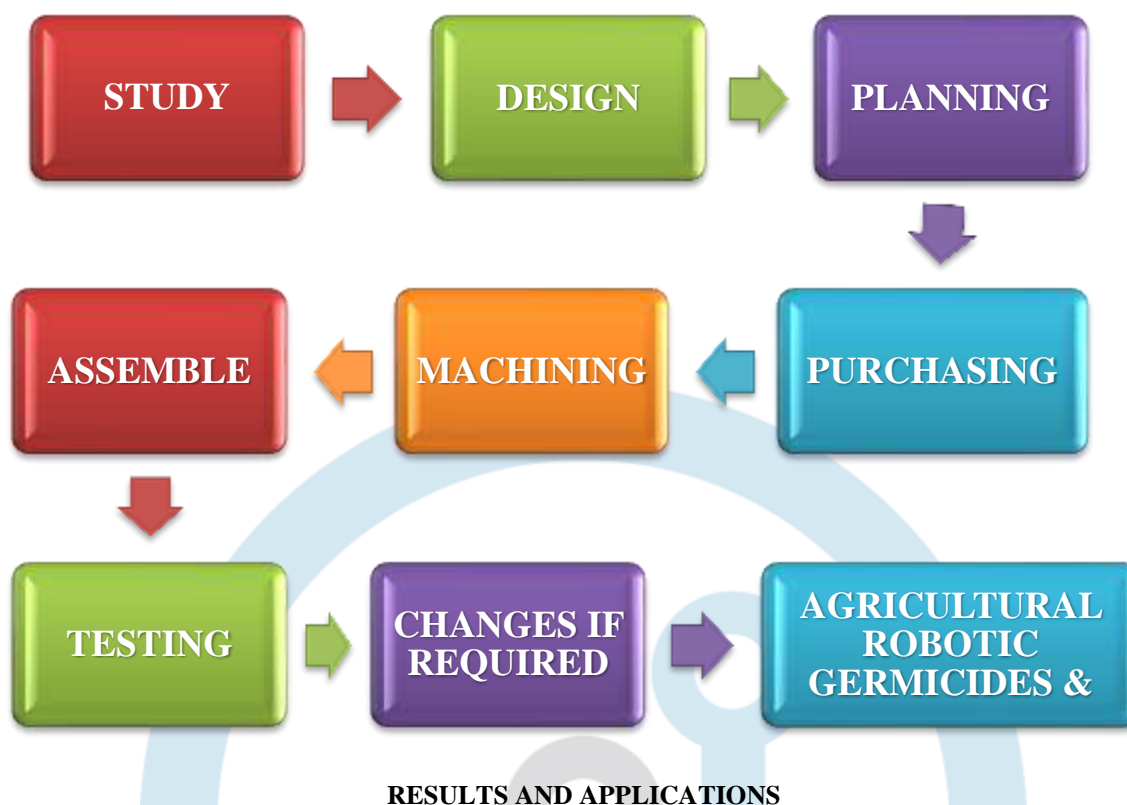 STUDY
DESIGN
PLANNING
PURCHASING
MACHINING
ASSEMBLE
TESTING
CHANGES IF
REQUIRED
AGRICULTURAL
ROBOTIC
GERMICIDES &
RESULTS AND APPLICATIONS